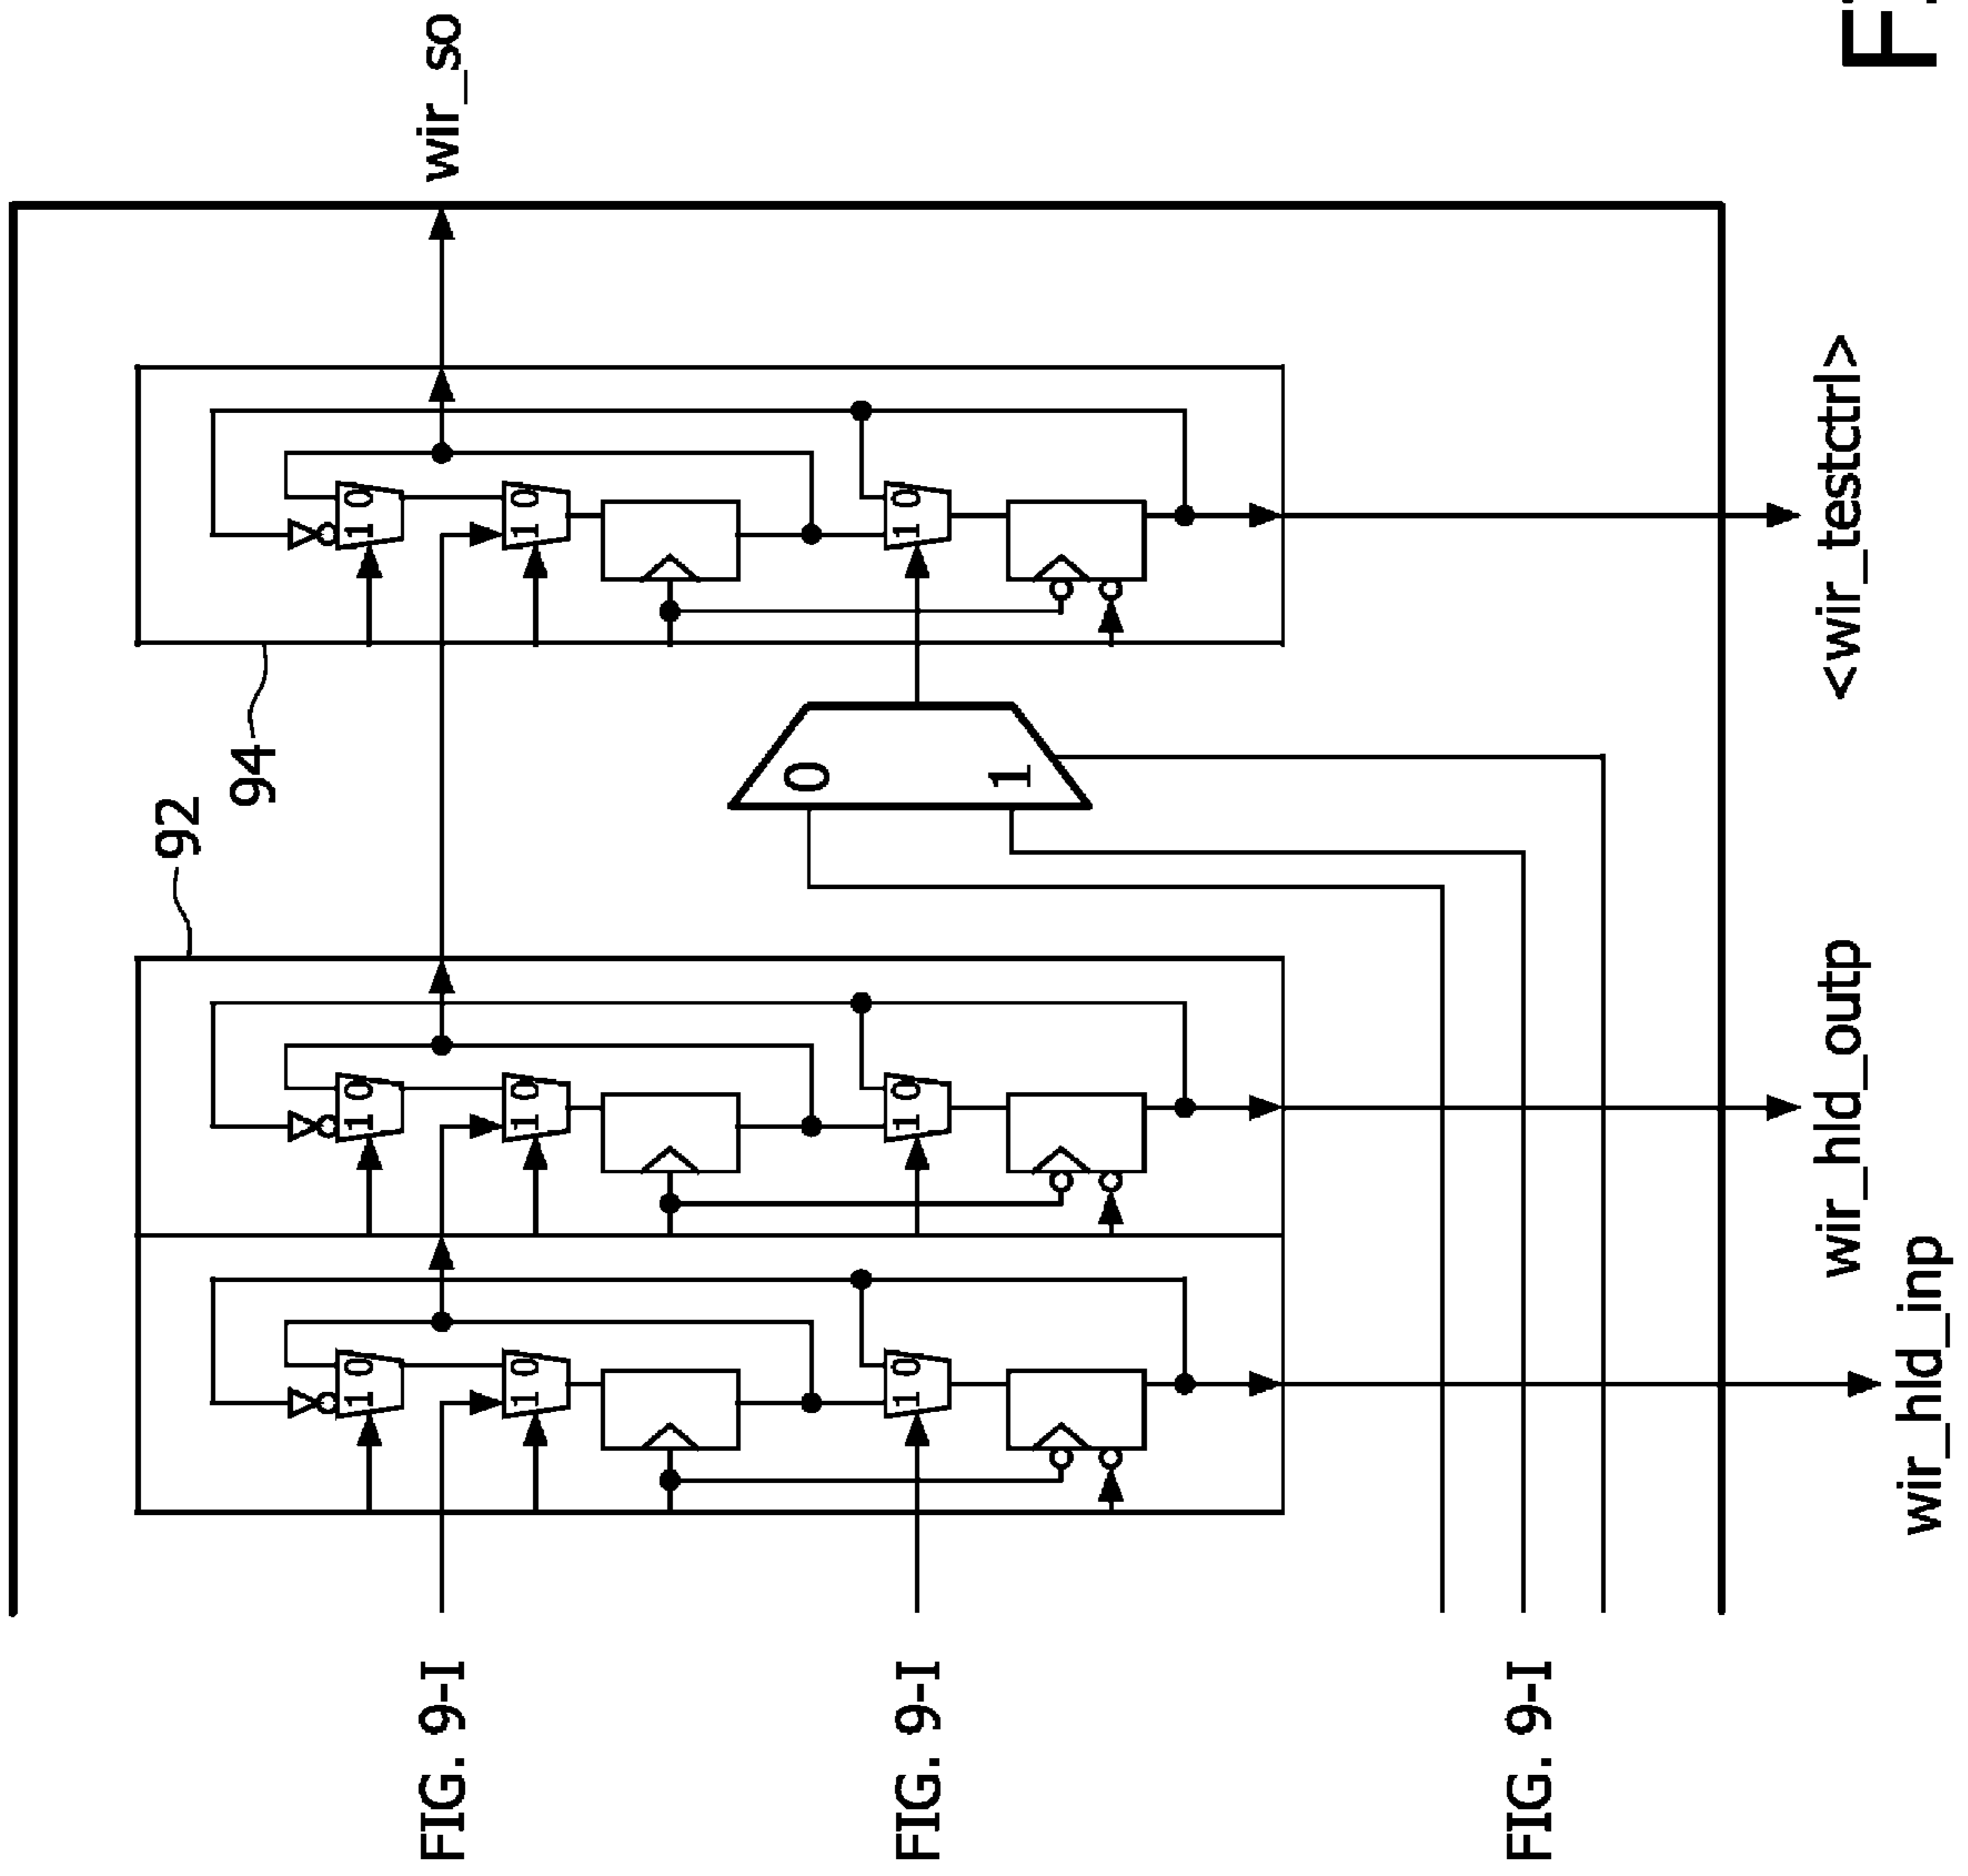 wir_so
94
92
1 0
1 0
1 0
1 0
1 0
1 0
1 0
1 0
1 0
0
1
FIG. 9-I
FIG. 9-I
FIG. 9-I
wir_hld_inp
wir_hld_outp
<wir_testctrl>